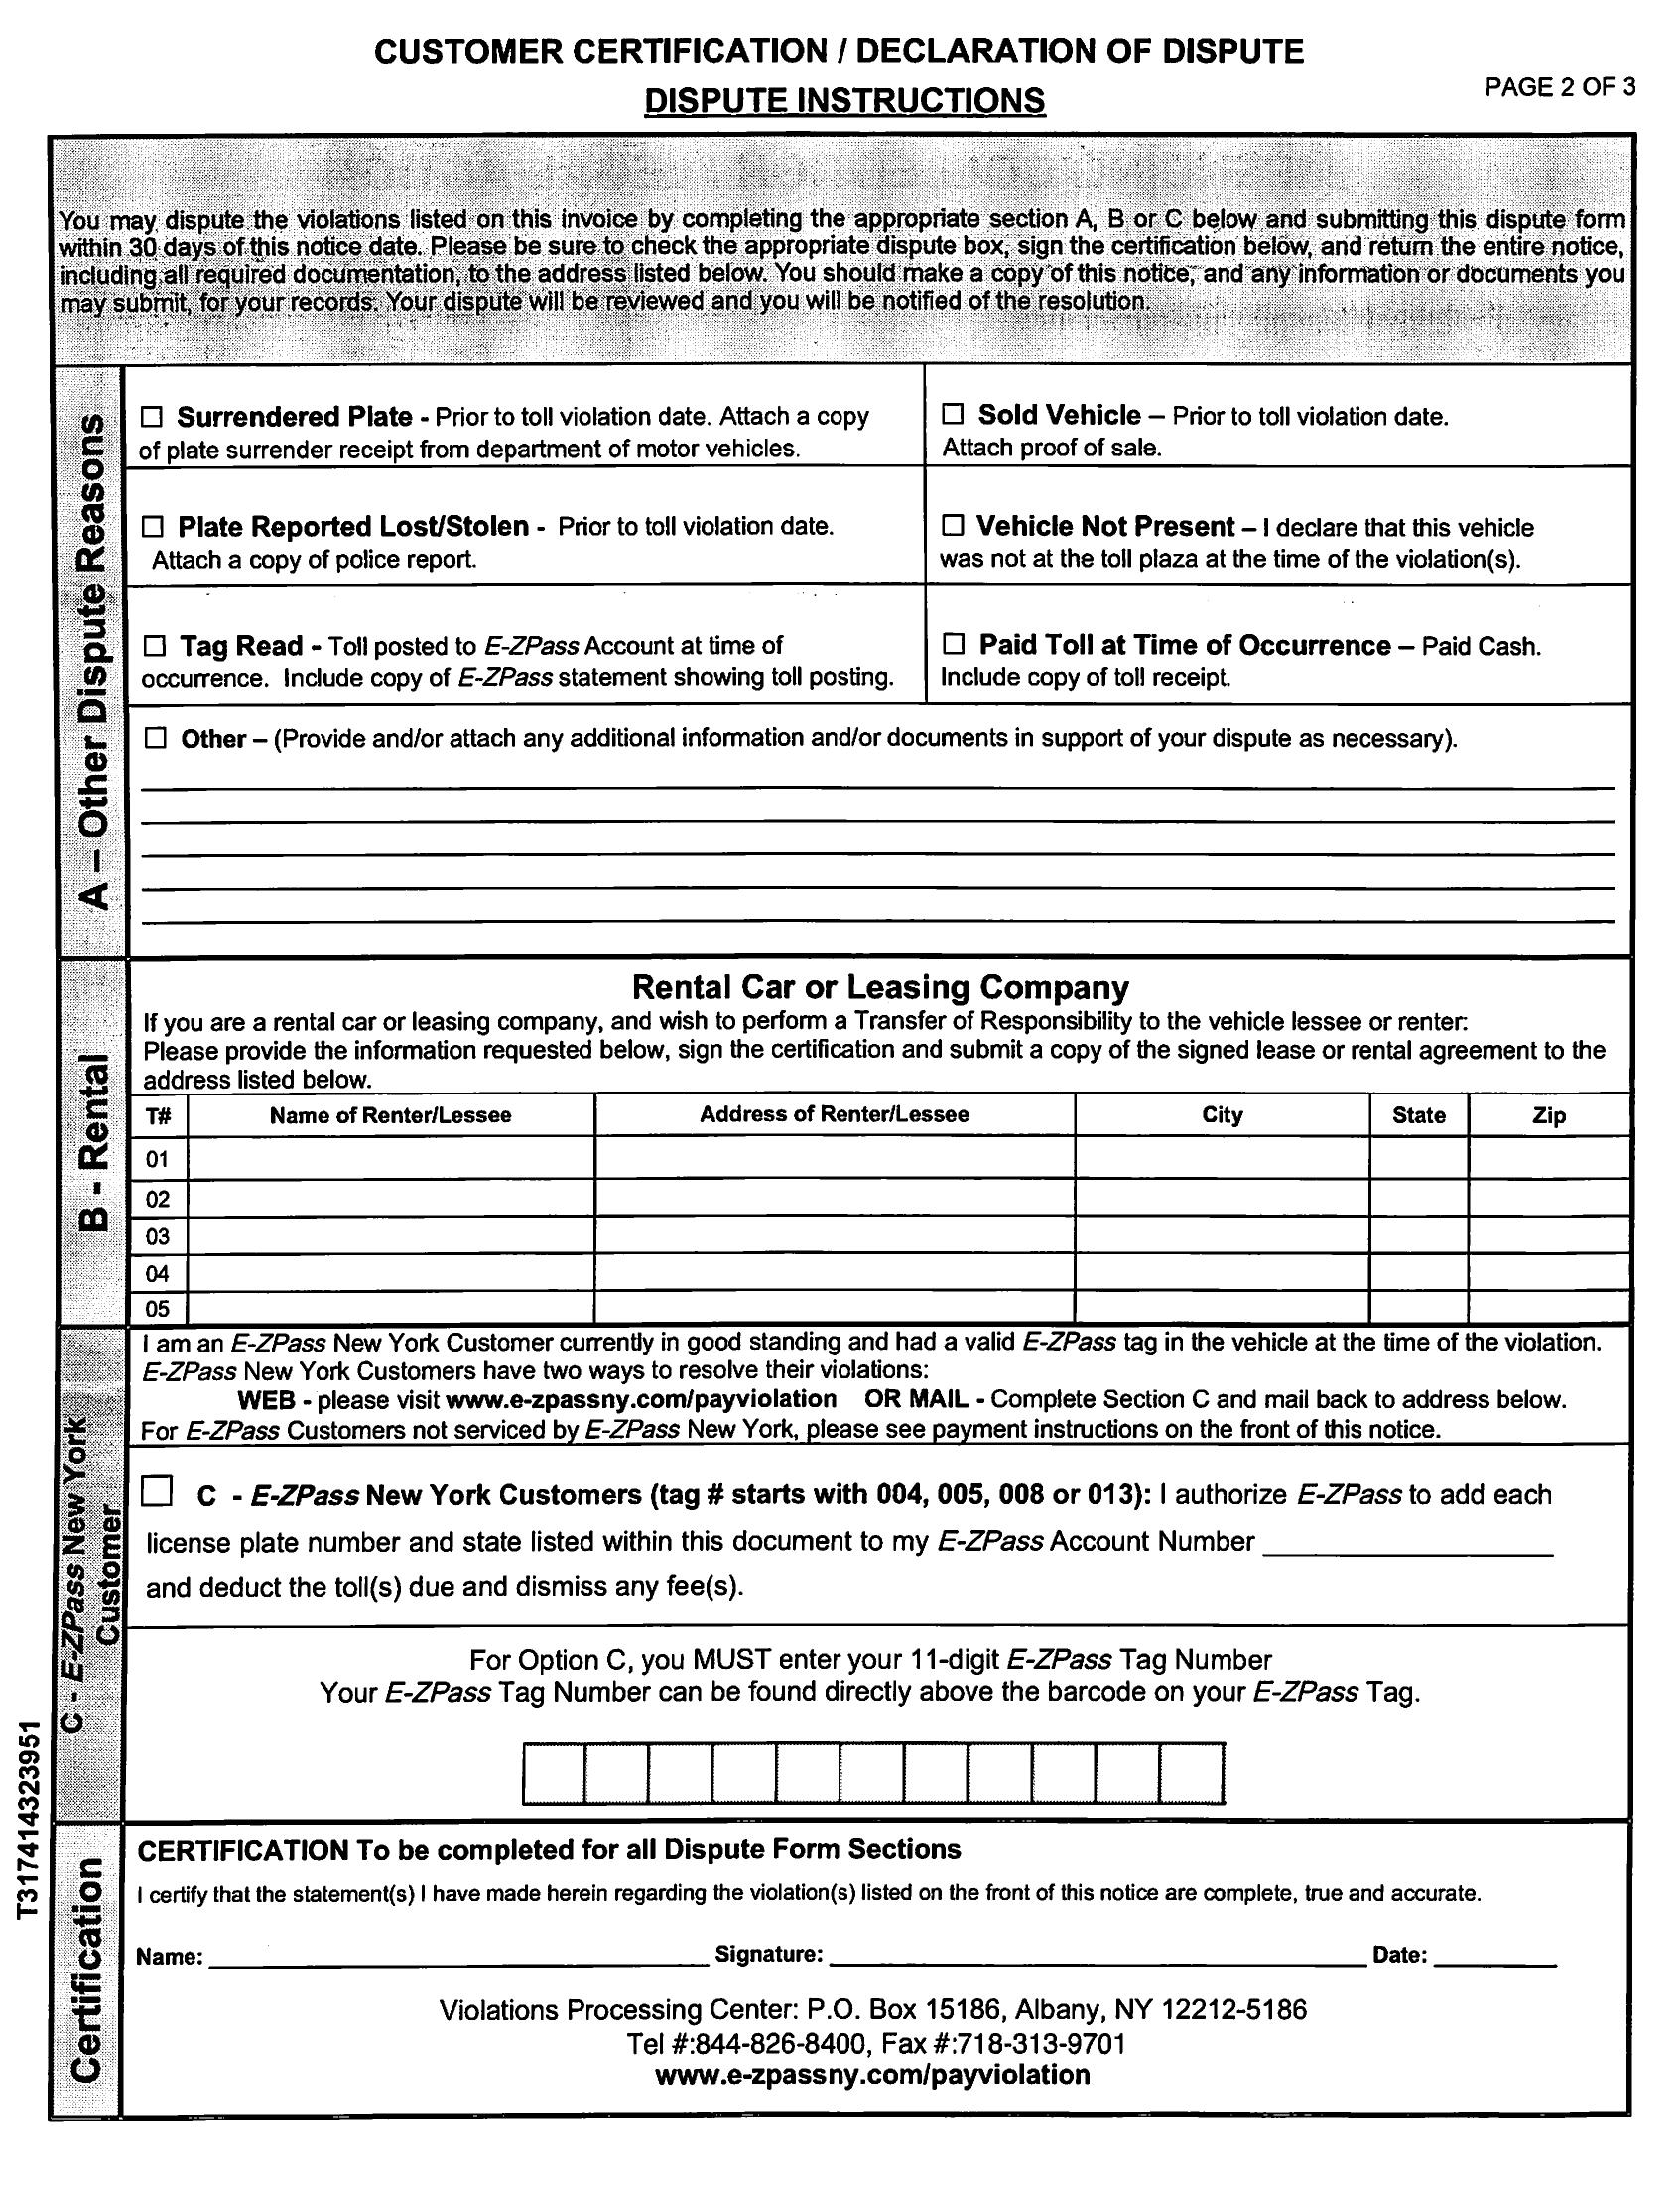 CUSTOMER CERTIFICATION / DECLARATION OF DISPUTE
DISPUTE INSTRUCTIONS
PAGE 2 OF 3
You may dispute the violations listed on this invoice by completing the appropriate section A, B or C below and submitting this dispute form
within 30 days of this notice date. Please be sure to check the appropriate dispute box, sign the certification below, and return the entire notice,
including all required documentation, to the address listed below. You should make a copy of this notice, and any information or documents you
may submit, for your records. Your dispute will be reviewed and you will be notified of the resolution.
A – Other Dispute Reasons
☐ Surrendered Plate - Prior to toll violation date. Attach a copy
of plate surrender receipt from department of motor vehicles.
☐ Sold Vehicle – Prior to toll violation date.
Attach proof of sale.
☐ Plate Reported Lost/Stolen - Prior to toll violation date.
Attach a copy of police report.
☐ Vehicle Not Present – I declare that this vehicle
was not at the toll plaza at the time of the violation(s).
☐ Tag Read - Toll posted to E-ZPass Account at time of
occurrence. Include copy of E-ZPass statement showing toll posting.
☐ Paid Toll at Time of Occurrence – Paid Cash.
Include copy of toll receipt.
☐ Other – (Provide and/or attach any additional information and/or documents in support of your dispute as necessary).
B - Rental
Rental Car or Leasing Company
If you are a rental car or leasing company, and wish to perform a Transfer of Responsibility to the vehicle lessee or renter:
Please provide the information requested below, sign the certification and submit a copy of the signed lease or rental agreement to the
address listed below.
T# Name of Renter/Lessee Address of Renter/Lessee City State Zip
01
02
03
04
05
C - E-ZPass New York
Customer
I am an E-ZPass New York Customer currently in good standing and had a valid E-ZPass tag in the vehicle at the time of the violation.
E-ZPass New York Customers have two ways to resolve their violations:
WEB - please visit www.e-zpassny.com/payviolation OR MAIL - Complete Section C and mail back to address below.
For E-ZPass Customers not serviced by E-ZPass New York, please see payment instructions on the front of this notice.
☐ C - E-ZPass New York Customers (tag # starts with 004, 005, 008 or 013): I authorize E-ZPass to add each
license plate number and state listed within this document to my E-ZPass Account Number
and deduct the toll(s) due and dismiss any fee(s).
For Option C, you MUST enter your 11-digit E-ZPass Tag Number
Your E-ZPass Tag Number can be found directly above the barcode on your E-ZPass Tag.
T317414323951
Certification
CERTIFICATION To be completed for all Dispute Form Sections
I certify that the statement(s) I have made herein regarding the violation(s) listed on the front of this notice are complete, true and accurate.
Name: Signature: Date:
Violations Processing Center: P.O. Box 15186, Albany, NY 12212-5186
Tel #:844-826-8400, Fax #:718-313-9701
www.e-zpassny.com/payviolation